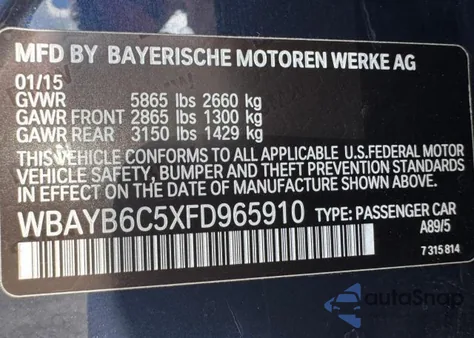 MFD BY BAYERISCHE MOTOREN WERKE AG
01/15
GVWR 5865 lbs 2660 kg
GAWR FRONT 2865 lbs 1300 kg
GAWR REAR 3150 lbs 1429 kg
THIS VEHICLE CONFORMS TO ALL APPLICABLE U.S.FEDERAL MOTOR
VEHICLE SAFETY, BUMPER AND THEFT PREVENTION STANDARDS
IN EFFECT ON THE DATE OF MANUFACTURE SHOWN ABOVE.
WBAYB6C5XFD965910 TYPE: PASSENGER CAR
A89/5
7 315 814
autoSnap